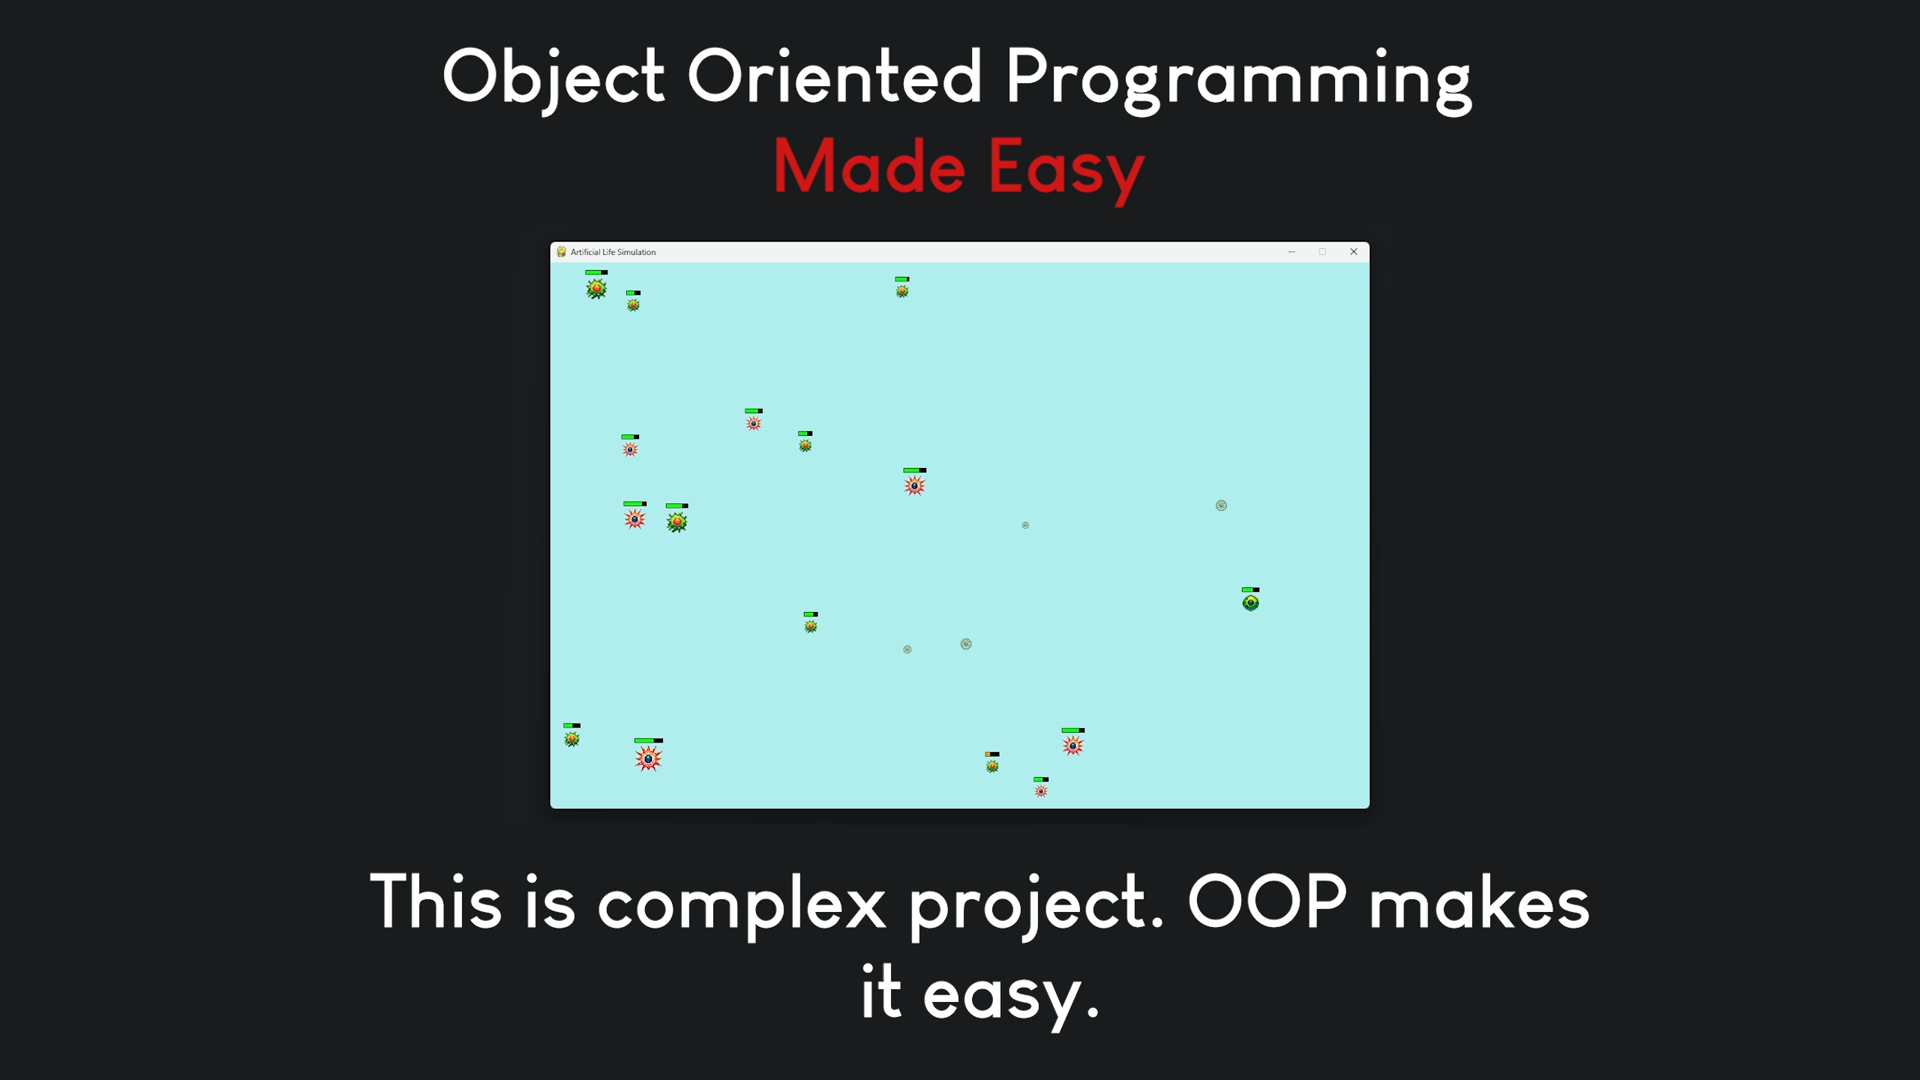 Object Oriented Programming
Made Easy
Artificial Life Simulation
This is complex project. OOP makes
it easy.